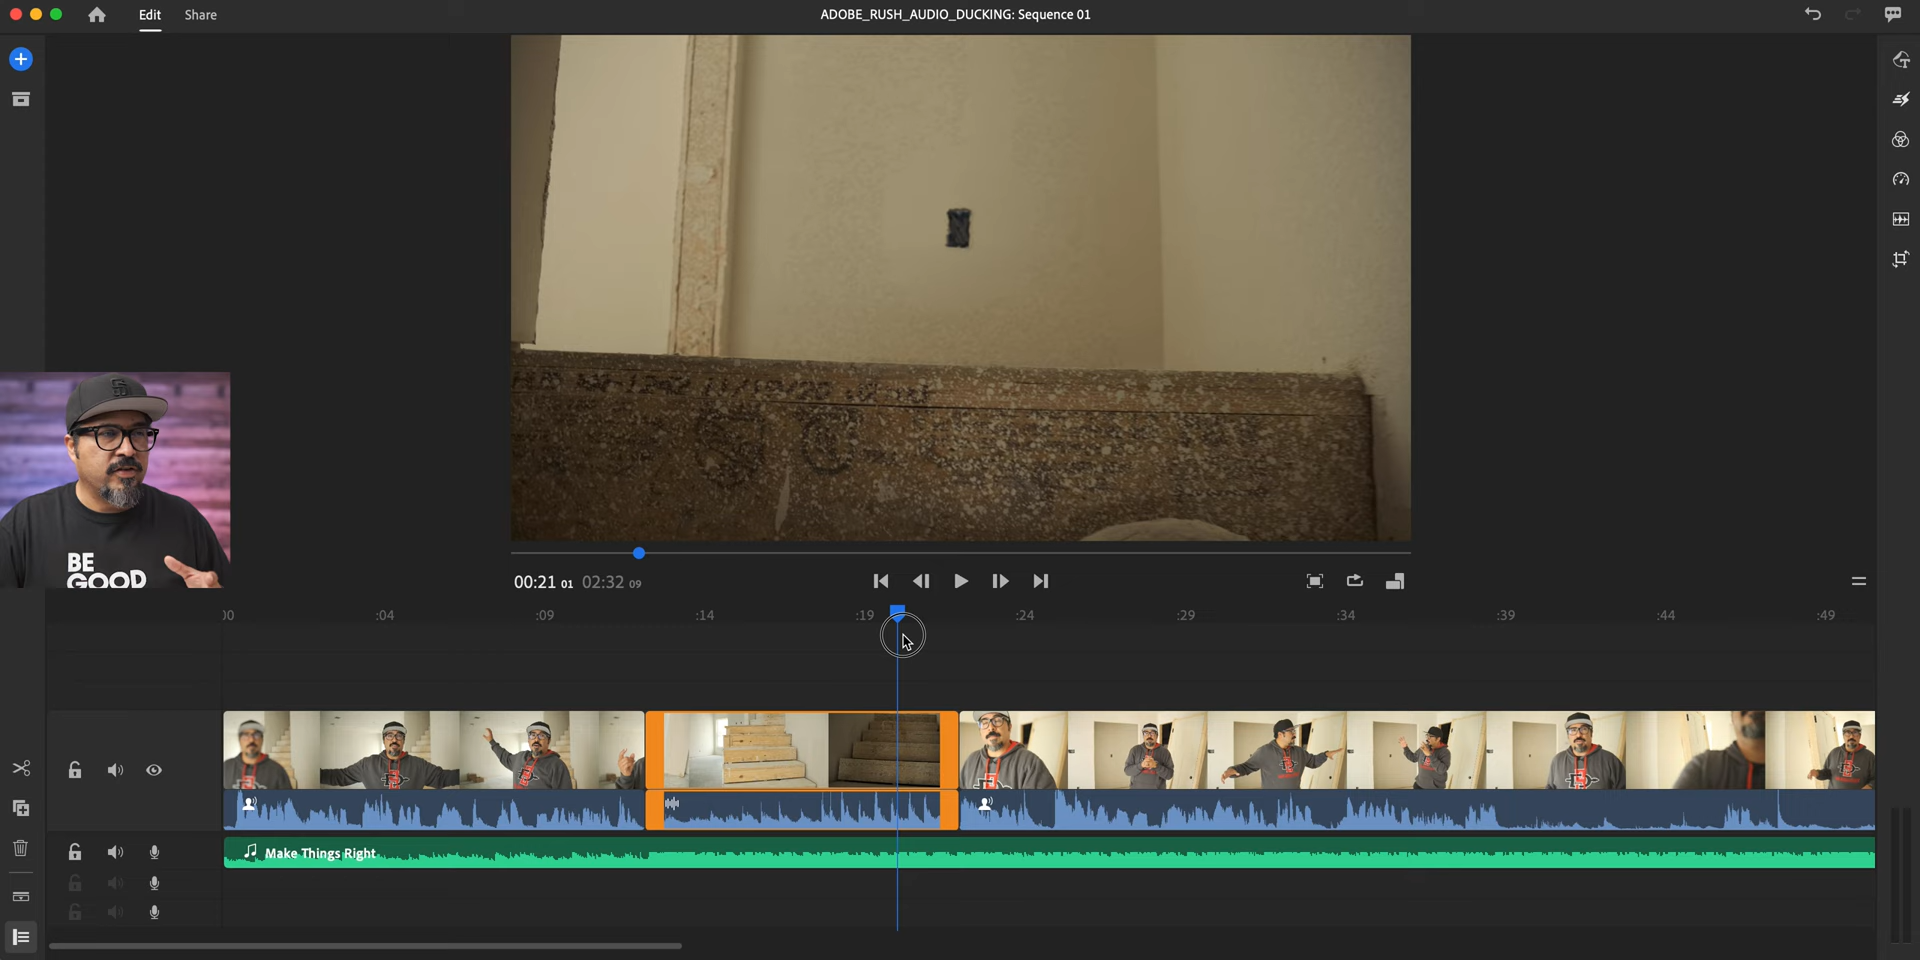 Edit
Share
ADOBE_RUSH_AUDIO_DUCKING: Sequence 01
BE
GOOD
00:21 01
02:32 09
:00
:04
:09
:14
:19
:24
:29
:34
:39
:44
:49
Make Things Right